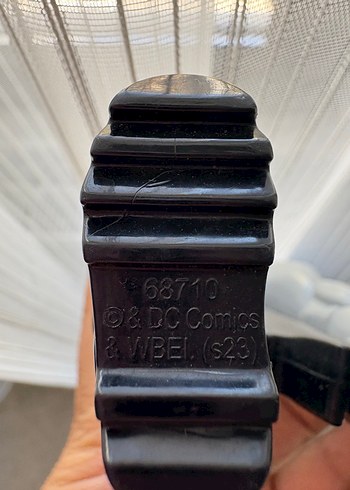 68710
© & DC Comics
& WBEI. (s23)